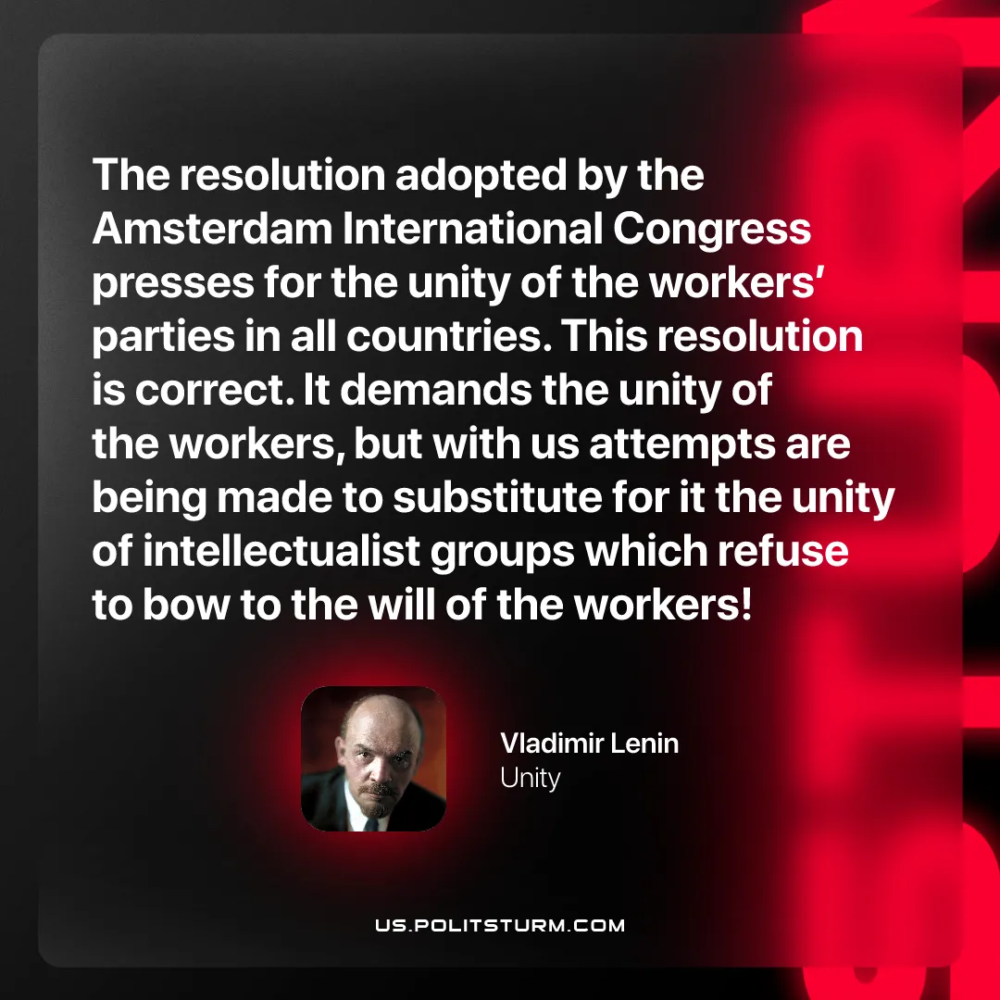 The resolution adopted by the
Amsterdam International Congress
presses for the unity of the workers’
parties in all countries. This resolution
is correct. It demands the unity of
the workers, but with us attempts are
being made to substitute for it the unity
of intellectualist groups which refuse
to bow to the will of the workers!
Vladimir Lenin
Unity
US.POLITSTURM.COM